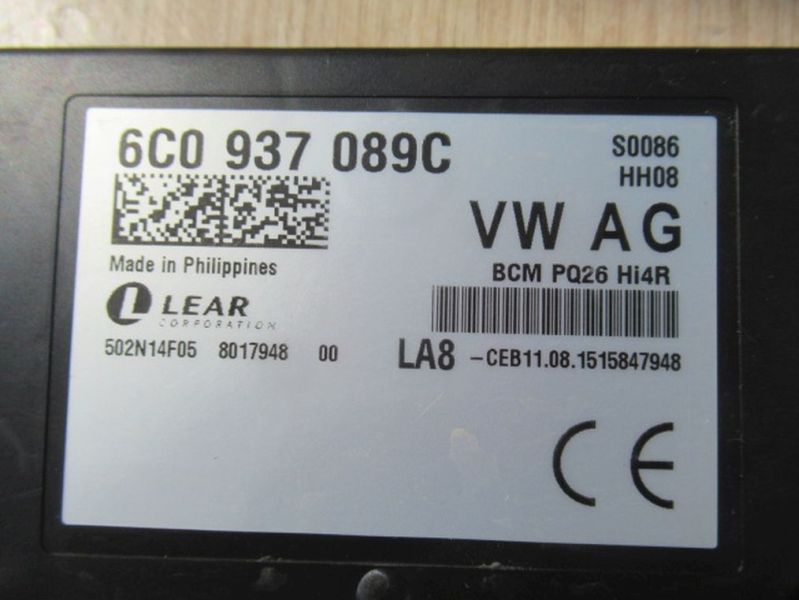 6C0 937 089C
S0086
HH08
VW AG
Made in Philippines
BCM PQ26 Hi4R
LEAR
CORPORATION
502N14F05 8017948 00
LA8 -CEB11.08.1515847948
CE